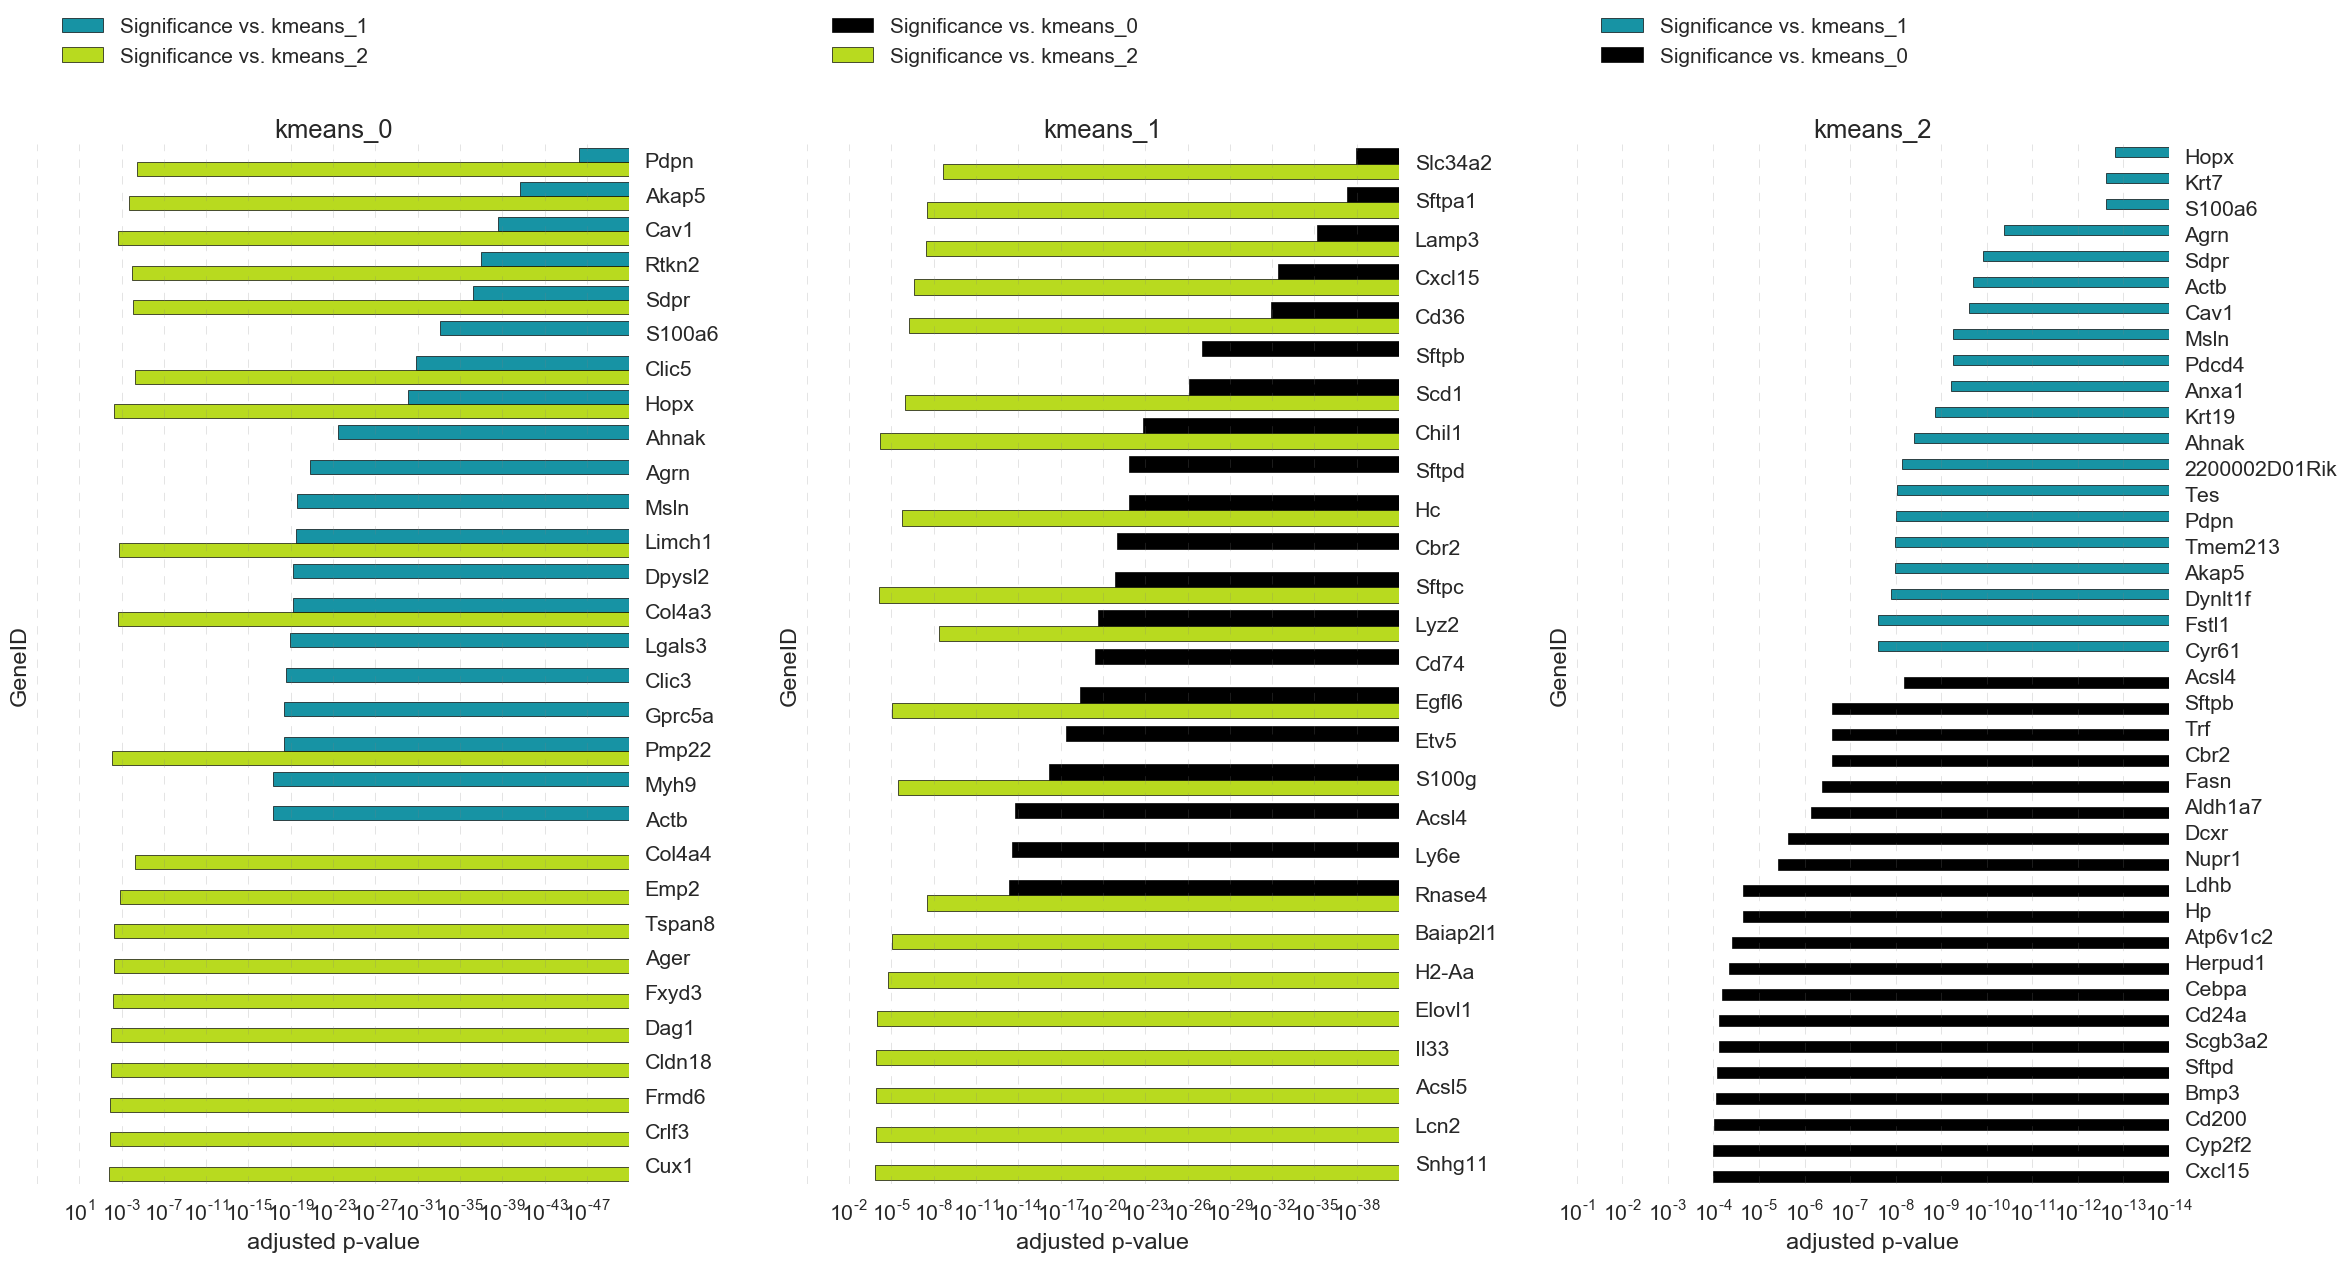 Significance vs. kmeans_1
Significance vs. kmeans_2
kmeans_0
Pdpn
Akap5
Cav1
Rtkn2
Sdpr
S100a6
Clic5
Hopx
Ahnak
Agrn
Msln
Limch1
Dpysl2
Col4a3
Lgals3
Clic3
Gprc5a
Pmp22
Myh9
Actb
Col4a4
Emp2
Tspan8
Ager
Fxyd3
Dag1
Cldn18
Frmd6
Crlf3
Cux1
GeneID
10^1 10^-3 10^-7 10^-11 10^-15 10^-19 10^-23 10^-27 10^-31 10^-35 10^-39 10^-43 10^-47
adjusted p-value
Significance vs. kmeans_0
Significance vs. kmeans_2
kmeans_1
Slc34a2
Sftpa1
Lamp3
Cxcl15
Cd36
Sftpb
Scd1
Chil1
Sftpd
Hc
Cbr2
Sftpc
Lyz2
Cd74
Egfl6
Etv5
S100g
Acsl4
Ly6e
Rnase4
Baiap2l1
H2-Aa
Elovl1
Il33
Acsl5
Lcn2
Snhg11
GeneID
10^-2 10^-5 10^-8 10^-11 10^-14 10^-17 10^-20 10^-23 10^-26 10^-29 10^-32 10^-35 10^-38
adjusted p-value
Significance vs. kmeans_1
Significance vs. kmeans_0
kmeans_2
Hopx
Krt7
S100a6
Agrn
Sdpr
Actb
Cav1
Msln
Pdcd4
Anxa1
Krt19
Ahnak
2200002D01Rik
Tes
Pdpn
Tmem213
Akap5
Dynlt1f
Fstl1
Cyr61
Acsl4
Sftpb
Trf
Cbr2
Fasn
Aldh1a7
Dcxr
Nupr1
Ldhb
Hp
Atp6v1c2
Herpud1
Cebpa
Cd24a
Scgb3a2
Sftpd
Bmp3
Cd200
Cyp2f2
Cxcl15
GeneID
10^-1 10^-2 10^-3 10^-4 10^-5 10^-6 10^-7 10^-8 10^-9 10^-10 10^-11 10^-12 10^-13 10^-14
adjusted p-value